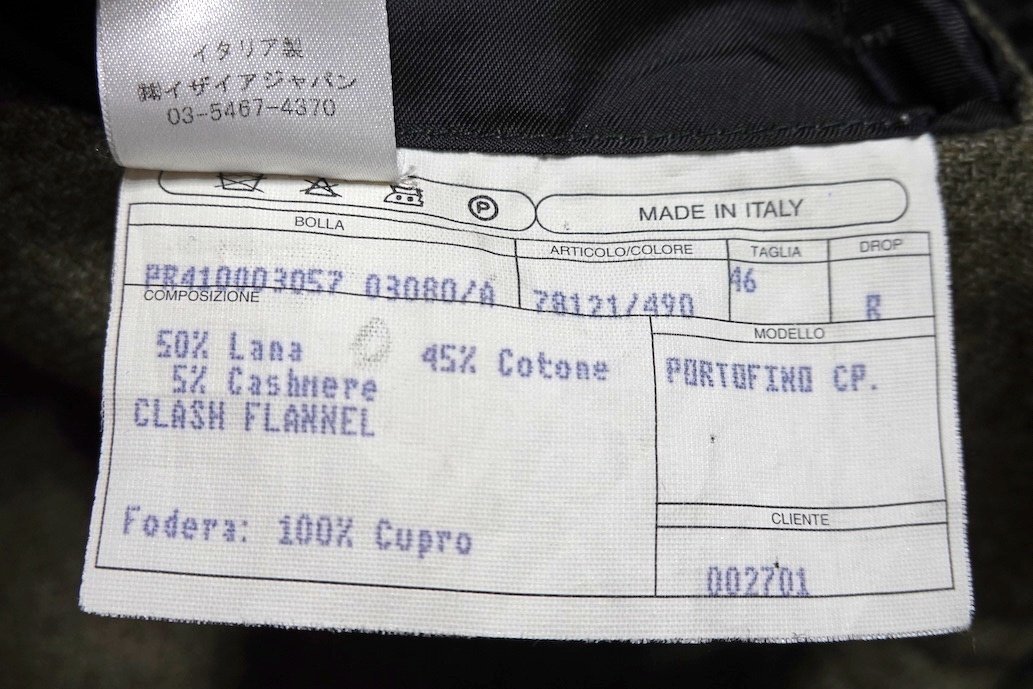 イタリア製
㈱イザイアジャパン
03-5467-4370
P
MADE IN ITALY
BOLLA
ARTICOLO/COLORE
TAGLIA
DROP
PR410003057 03080/A
78121/490
46
R
COMPOSIZIONE
MODELLO
50% Lana 45% Cotone
5% Cashmere
CLASH FLANNEL
PORTOFINO CP.
Fodera: 100% Cupro
CLIENTE
002701